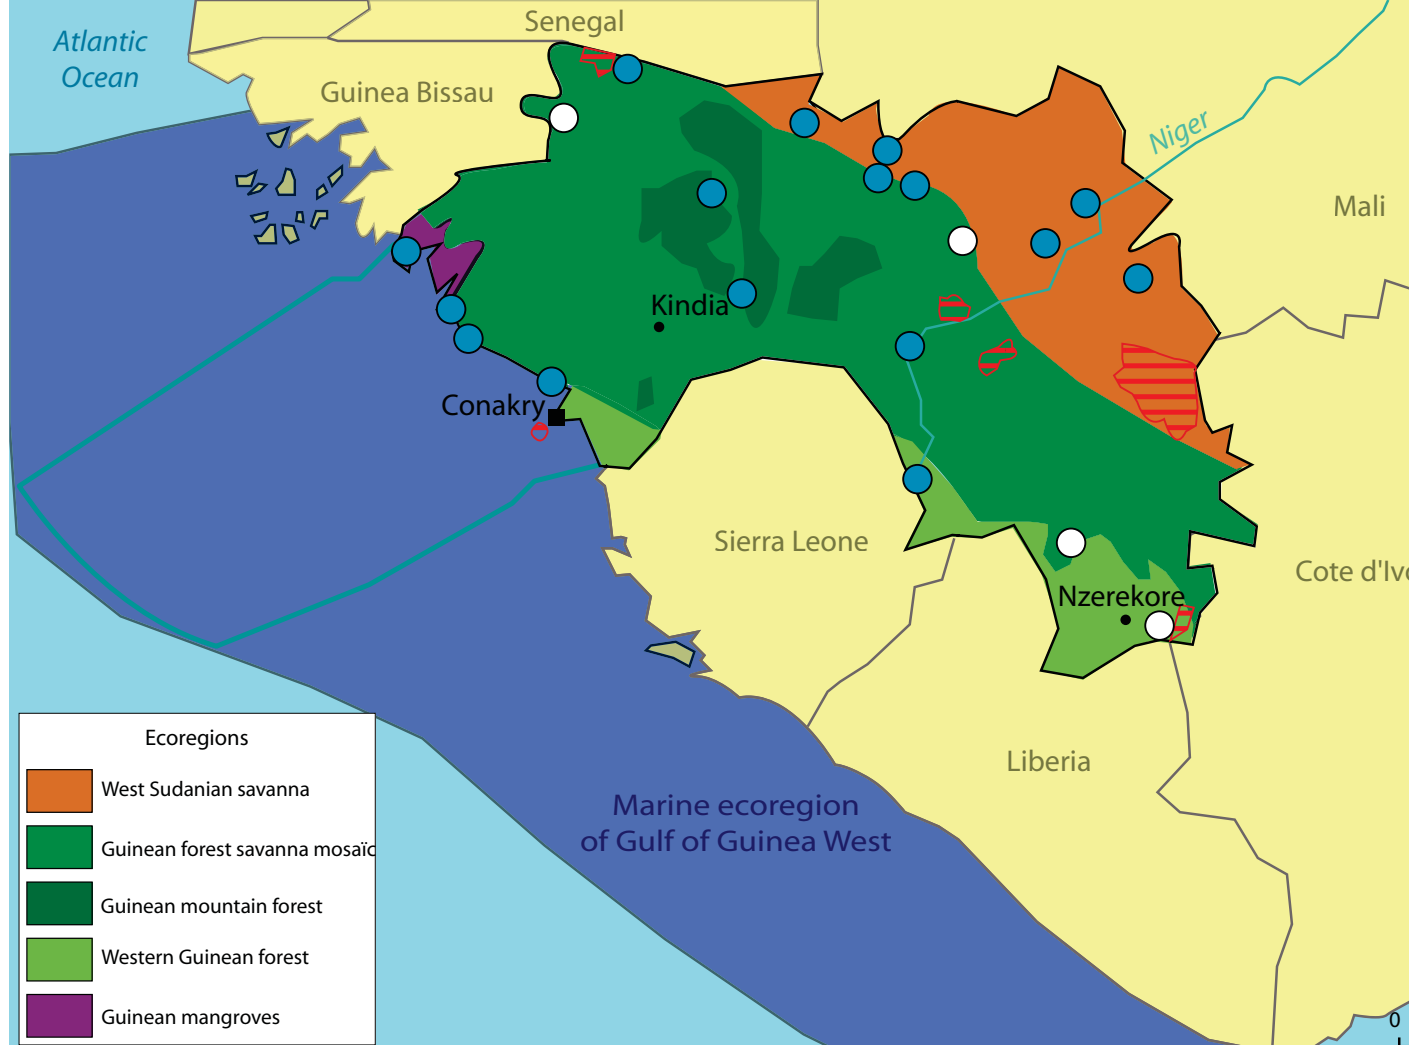 Atlantic
Ocean
Senegal
Guinea Bissau
Niger
Mali
Kindia
Conakry
Sierra Leone
Cote d'Ivo
Nzerekore
Liberia
Marine ecoregion
of Gulf of Guinea West
Ecoregions
West Sudanian savanna
Guinean forest savanna mosaïc
Guinean mountain forest
Western Guinean forest
Guinean mangroves
0